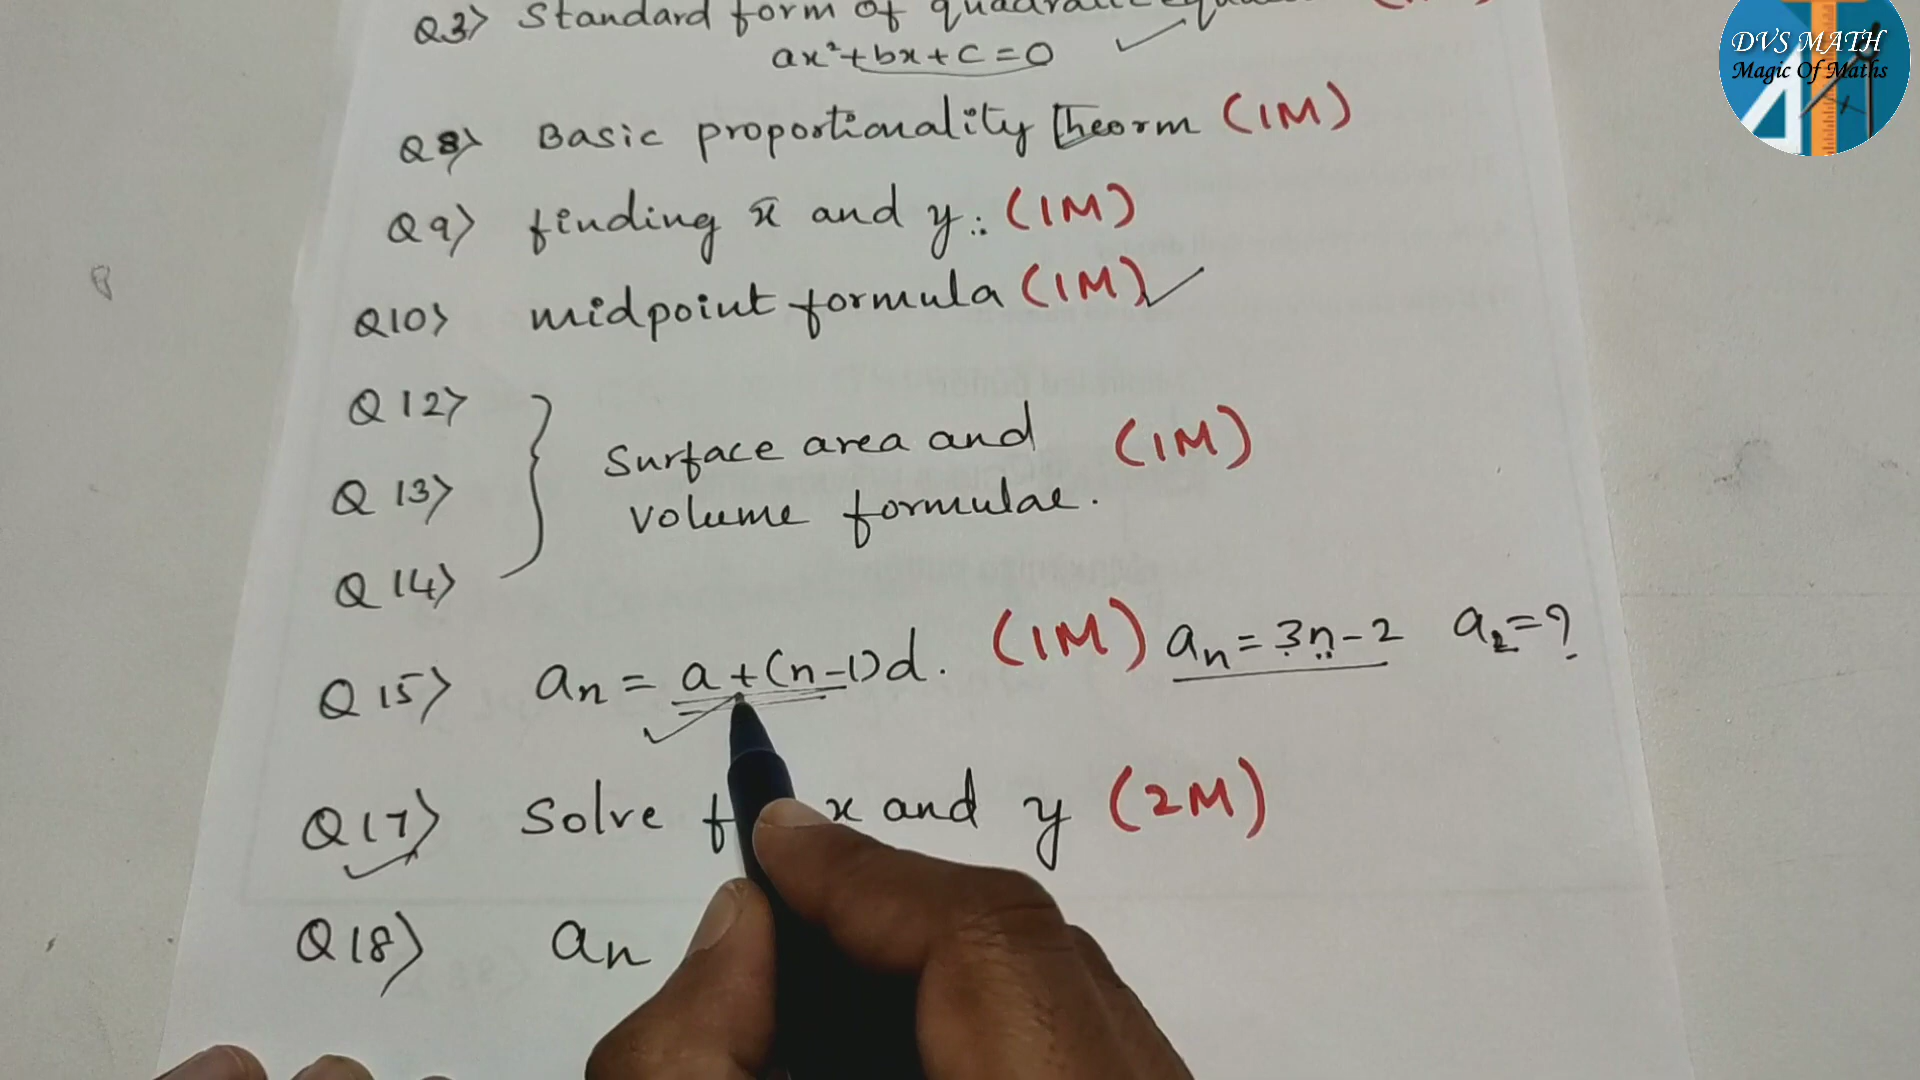 Q3> Standard form of quadratic
ax²+bx+c=0
Q8> Basic proportionality Theorm (1M)
Q9> finding x and y. (1M)
Q10> midpoint formula (1M)
Q12>
Q13> Surface area and (1M)
volume formulae.
Q14>
Q15> an = a+(n-1)d. (1M) an = 3n-2 a2=?
Q17> Solve x and y (2M)
Q18> an
DVS MATH
Magic Of Maths